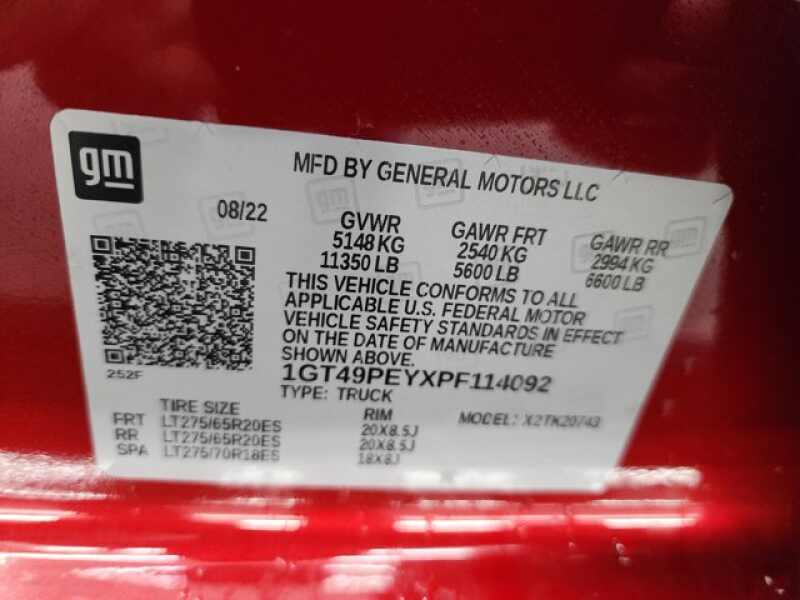 gm
MFD BY GENERAL MOTORS LLC
08/22
GVWR
5148 KG
11350 LB
GAWR FRT
2540 KG
5600 LB
GAWR RR
2994 KG
6600 LB
THIS VEHICLE CONFORMS TO ALL
APPLICABLE U.S. FEDERAL MOTOR
VEHICLE SAFETY STANDARDS IN EFFECT
ON THE DATE OF MANUFACTURE
SHOWN ABOVE.
252F
1GT49PEYXPF114092
TYPE: TRUCK
MODEL: X2TK20743
TIRE SIZE RIM
FRT LT275/65R20ES 20X8.5J
RR LT275/65R20ES 20X8.5J
SPA LT275/70R18ES 18X8J